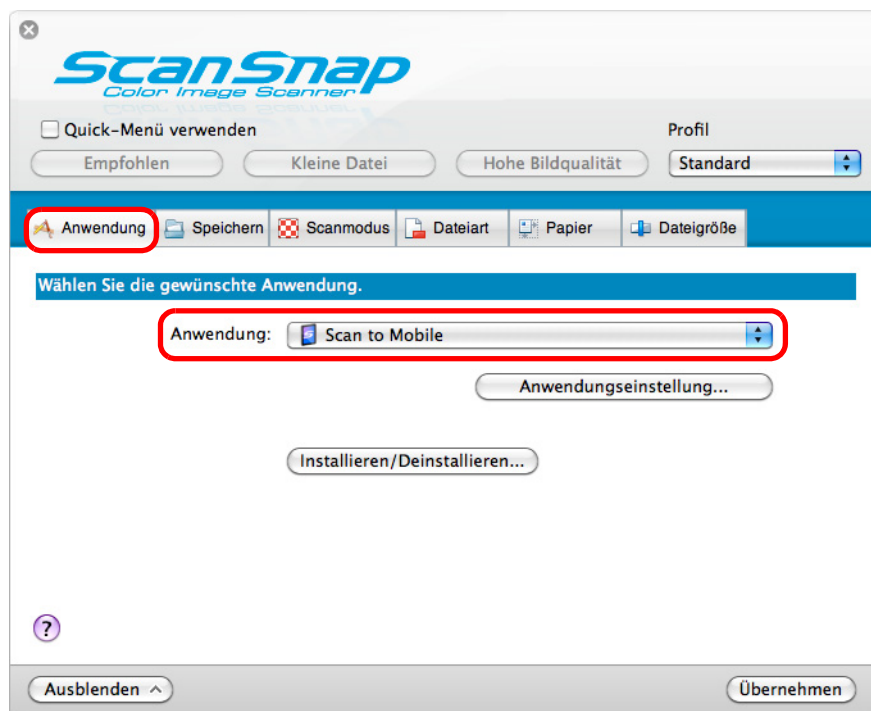 ScanSnap
Color Image Scanner
Quick-Menü verwenden
Profil
Empfohlen Kleine Datei Hohe Bildqualität Standard
Anwendung Speichern Scanmodus Dateiart Papier Dateigröße
Wählen Sie die gewünschte Anwendung.
Anwendung: Scan to Mobile
Anwendungseinstellung...
Installieren/Deinstallieren...
?
Ausblenden Übernehmen